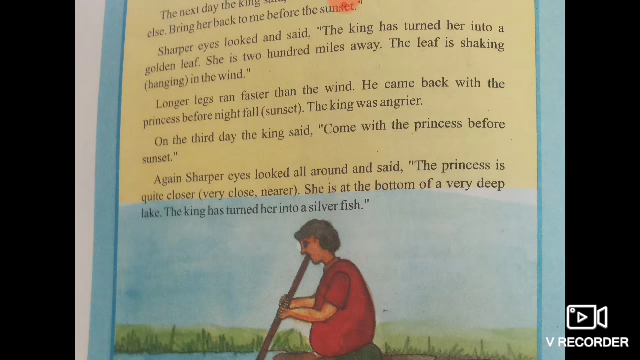 The next day the king said,
else. Bring her back to me before the sunset."
Sharper eyes looked and said, "The king has turned her into a
golden leaf. She is two hundred miles away. The leaf is shaking
(hanging) in the wind."
Longer legs ran faster than the wind. He came back with the
princess before night fall (sunset). The king was angrier.
On the third day the king said, "Come with the princess before
sunset."
Again Sharper eyes looked all around and said, "The princess is
quite closer (very close, nearer). She is at the bottom of a very deep
lake. The king has turned her into a silver fish."
V RECORDER